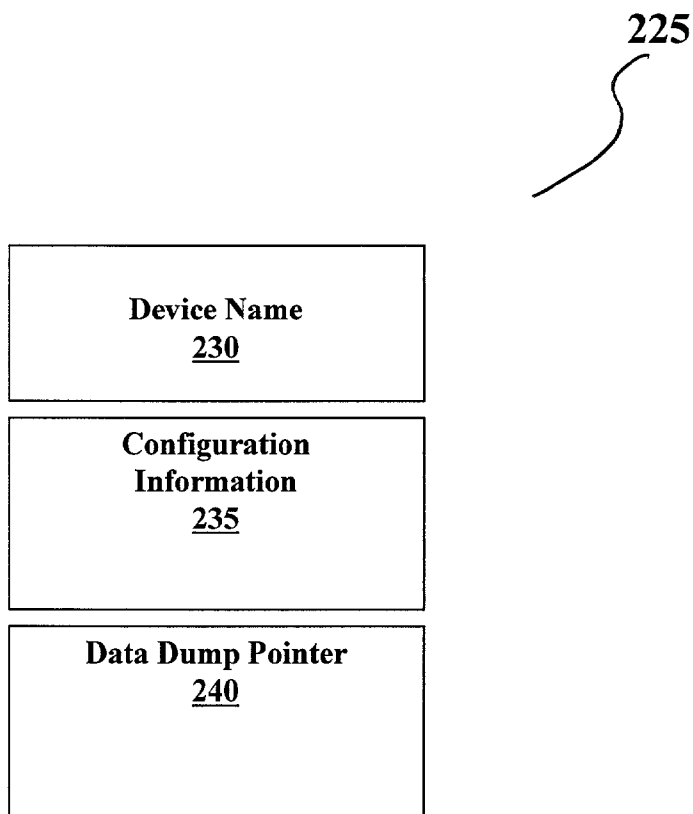 225
Device Name
230
Configuration
Information
235
Data Dump Pointer
240